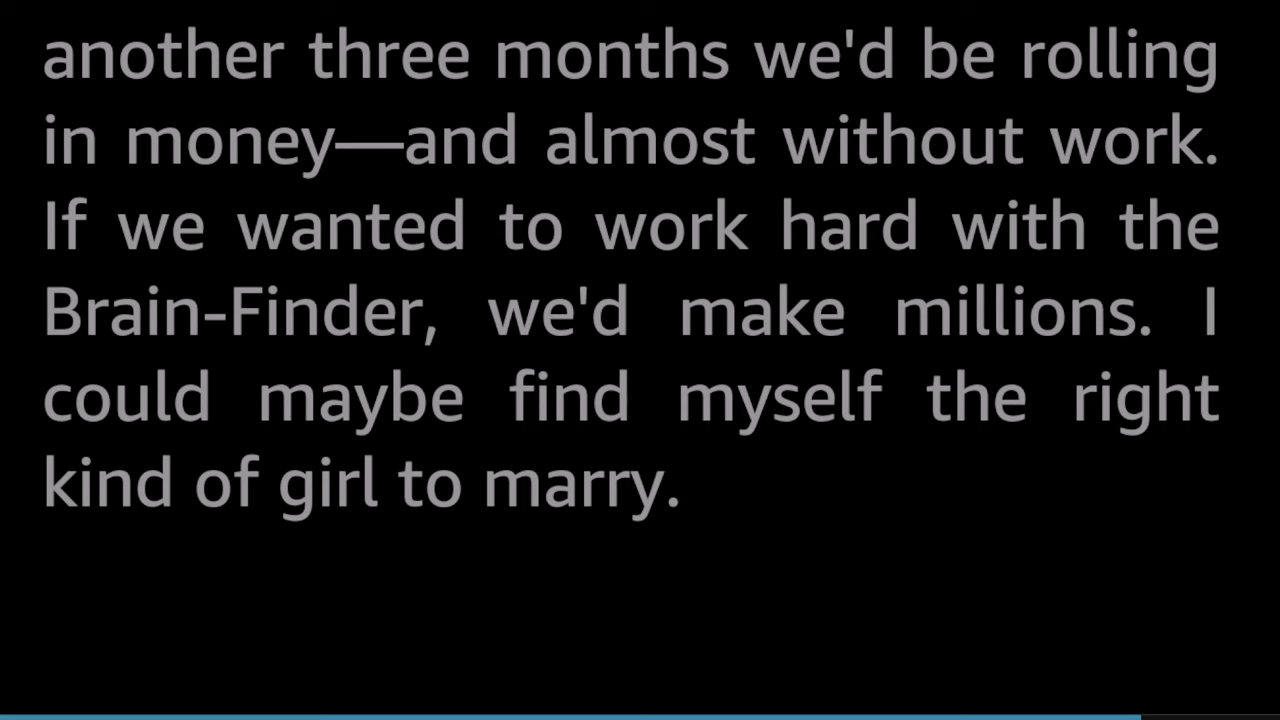 another three months we'd be rolling
in money—and almost without work.
If we wanted to work hard with the
Brain-Finder, we'd make millions. I
could maybe find myself the right
kind of girl to marry.